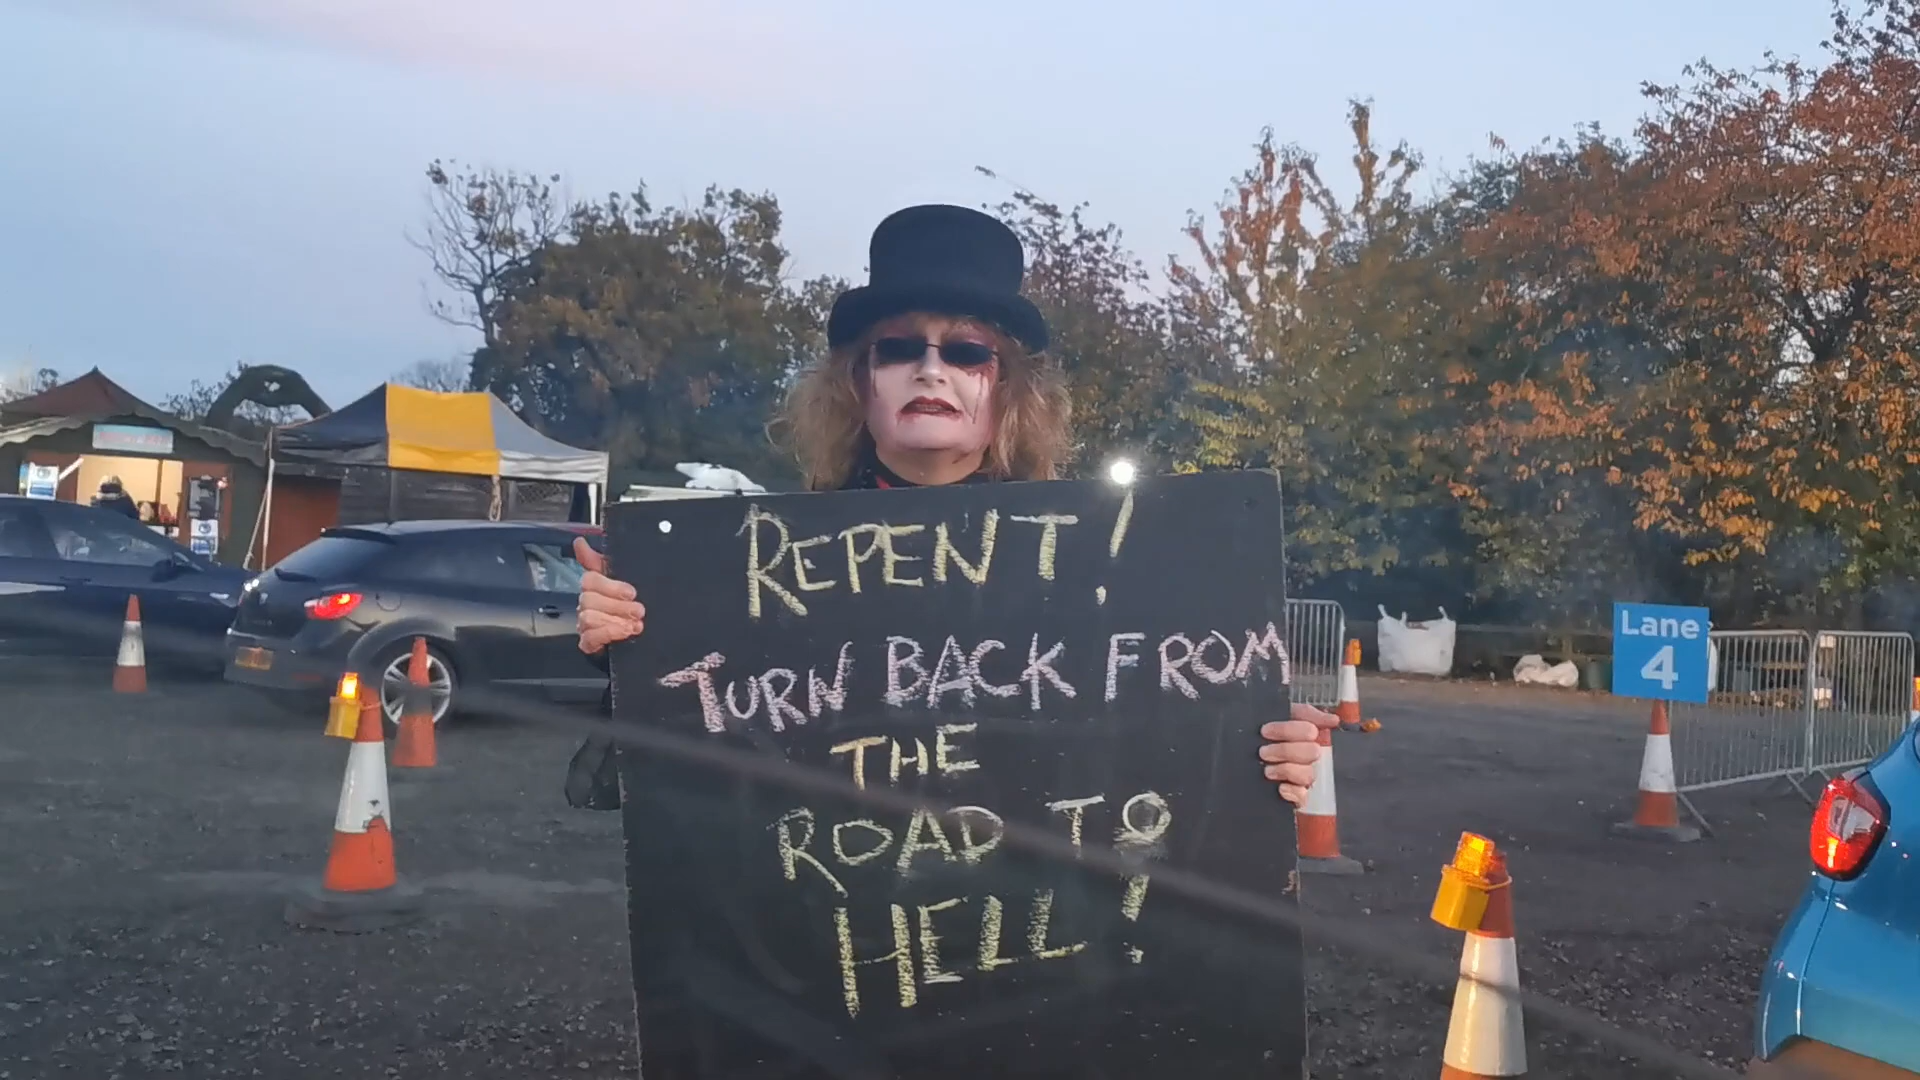 REPENT!
TURN BACK FROM
THE
ROAD TO
HELL!
Lane
4